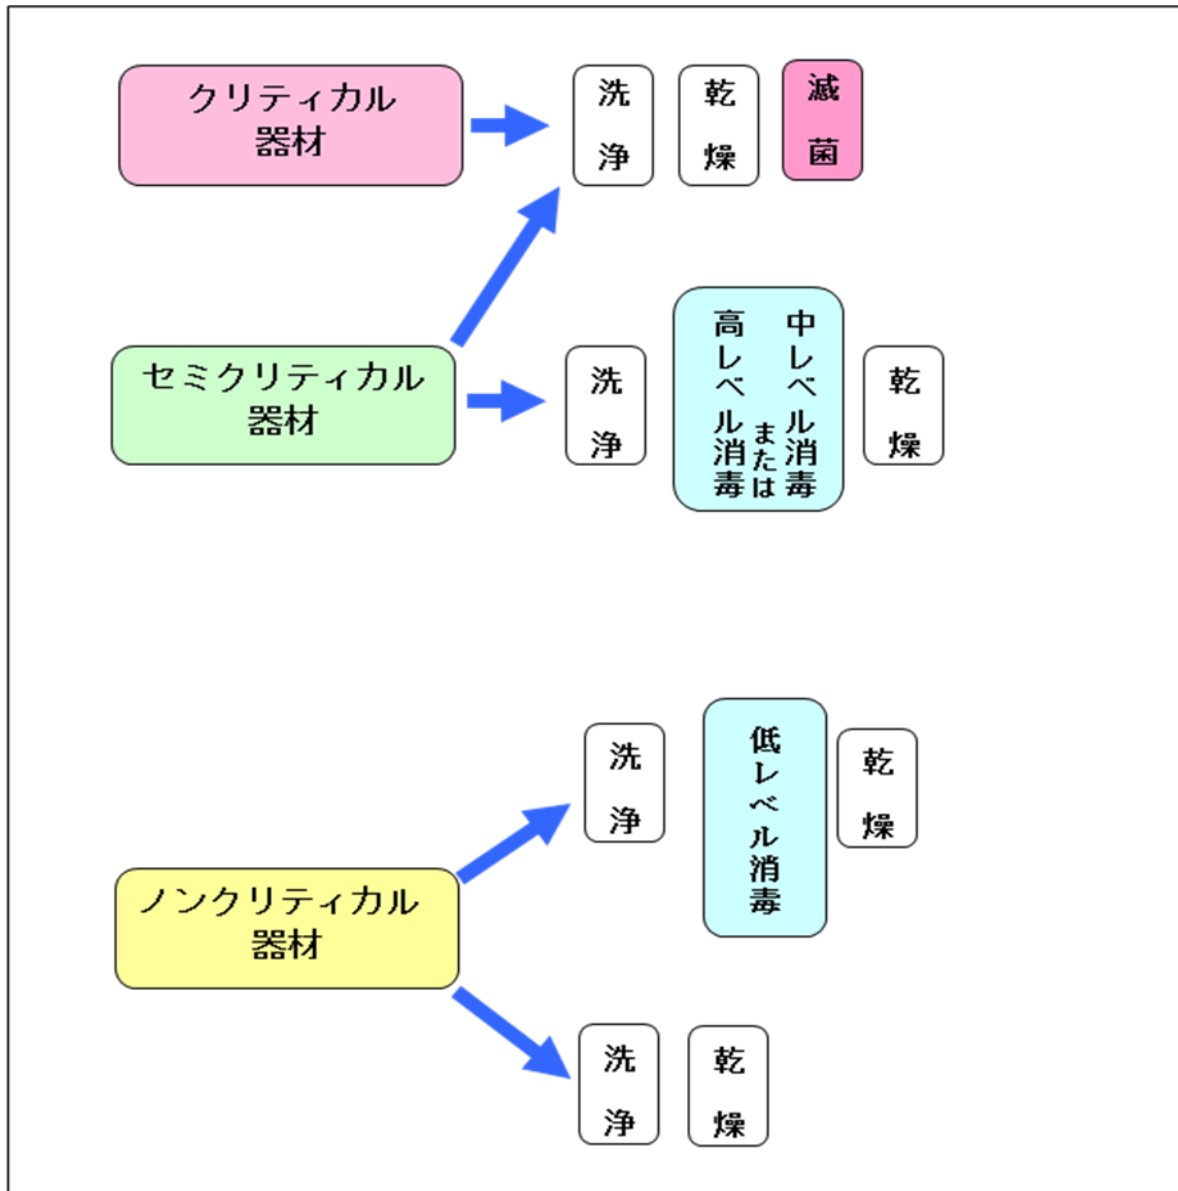 クリティカル
器材
洗浄
乾燥
滅菌
セミクリティカル
器材
洗浄
中レベル消毒
または
高レベル消毒
乾燥
ノンクリティカル
器材
洗浄
低レベル消毒
乾燥
洗浄
乾燥